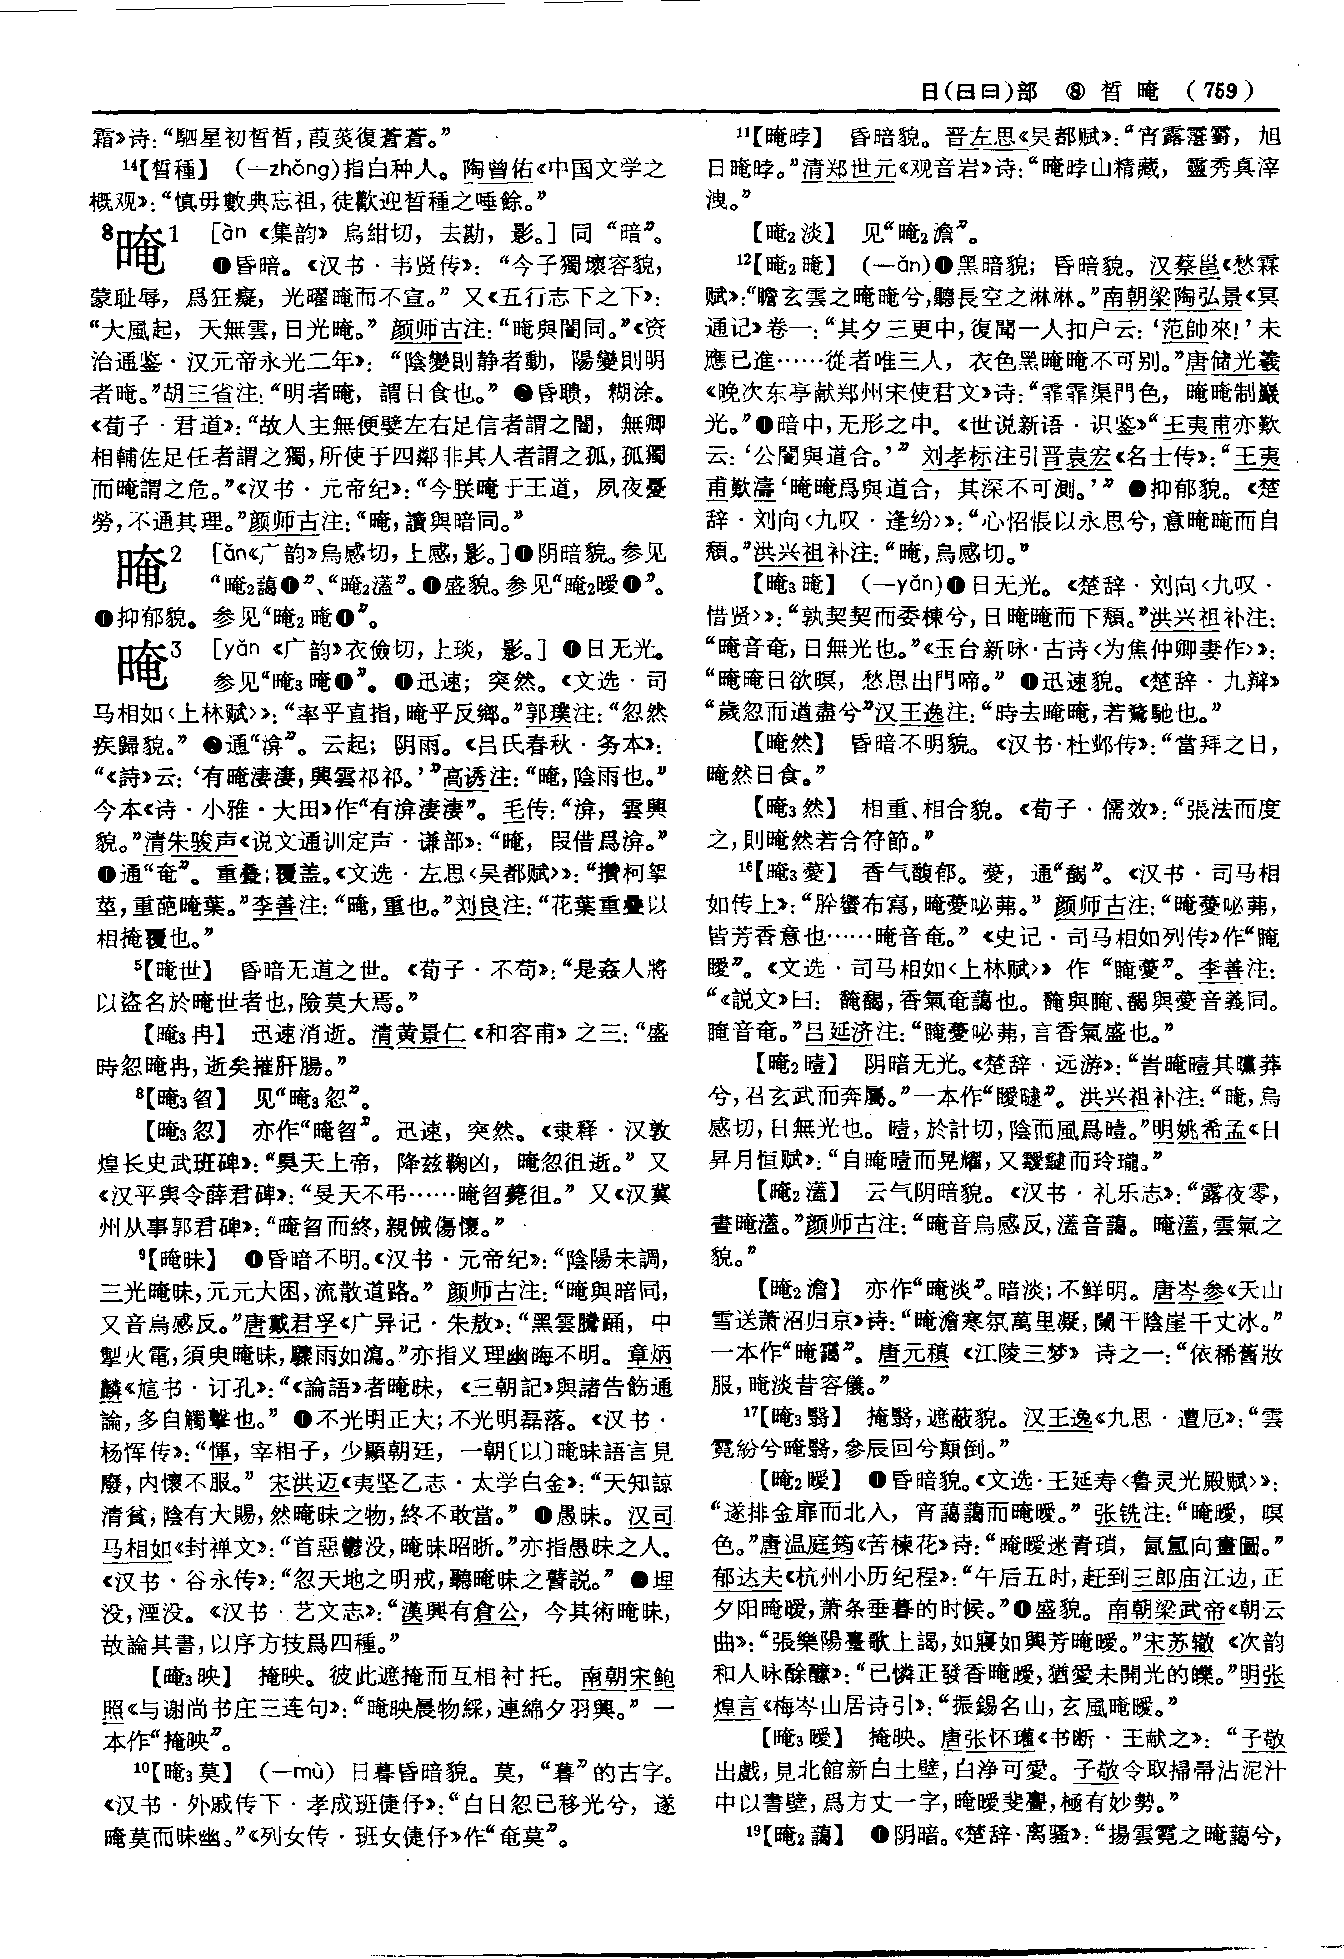 日(曰⺜)部 ⑧ 晳 晻 (759)
霜》诗:“駟星初晳晳,葭菼復蒼蒼。”
14【晳種】 (—zhǒng)指白种人。陶曾佑《中国文学之
概观》:“慎毋數典忘祖,徒歡迎晳種之唾餘。”
8晻1 [àn《集韵》烏紺切,去勘,影。]同“暗”。
❶昏暗。《汉书·韦贤传》:“今子獨壞容貌,
蒙耻辱,爲狂癡,光曜晻而不宣。”又《五行志下之下》:
“大風起,天無雲,日光晻。”颜师古注:“晻與闇同。”《资
治通鉴·汉元帝永光二年》:“陰變則静者動,陽變則明
者晻。”胡三省注:“明者晻,謂日食也。”❷昏聩,糊涂。
《荀子·君道》:“故人主無便嬖左右足信者謂之闇,無卿
相輔佐足任者謂之獨,所使于四鄰非其人者謂之孤,孤獨
而晻謂之危。”《汉书·元帝纪》:“今朕晻于王道,夙夜憂
勞,不通其理。”颜师古注:“晻,讀與暗同。”
晻2 [ǎn《广韵》烏感切,上感,影。]❶阴暗貌。参见
“晻2藹❶”、“晻2濭”。❷盛貌。参见“晻2曖❷”。
❸抑郁貌。参见“晻2晻❸”。
晻3 [yǎn《广韵》衣儉切,上琰,影。]❶日无光。
参见“晻3晻❶”。❷迅速;突然。《文选·司
马相如〈上林赋〉》:“率乎直指,晻乎反鄉。”郭璞注:“忽然
疾歸貌。”❸通“渰”。云起;阴雨。《吕氏春秋·务本》:
“《詩》云:‘有晻淒淒,興雲祁祁。’”高诱注:“晻,陰雨也。”
今本《诗·小雅·大田》作“有渰淒淒”。毛传:“渰,雲興
貌。”清朱骏声《说文通训定声·谦部》:“晻,叚借爲渰。”
❹通“奄”。重叠;覆盖。《文选·左思〈吴都赋〉》:“攢柯挐
莖,重葩晻葉。”李善注:“晻,重也。”刘良注:“花葉重疊以
相掩覆也。”
5【晻世】 昏暗无道之世。《荀子·不苟》:“是姦人將
以盜名於晻世者也,險莫大焉。”
【晻3冉】 迅速消逝。清黄景仁《和容甫》之三:“盛
時忽晻冉,逝矣摧肝腸。”
8【晻3曶】 见“晻3忽”。
【晻3忽】 亦作“晻曶”。迅速,突然。《隶释·汉敦
煌长史武班碑》:“昊天上帝,降兹鞠凶,晻忽徂逝。”又
《汉平舆令薛君碑》:“旻天不弔……晻曶薨徂。”又《汉冀
州从事郭君碑》:“晻曶而終,親慽傷懷。”
9【晻昧】 ❶昏暗不明。《汉书·元帝纪》:“陰陽未調,
三光晻昧,元元大困,流散道路。”颜师古注:“晻與暗同,
又音烏感反。”唐戴君孚《广异记·朱敖》:“黑雲騰踊,中
掣火電,須臾晻昧,驟雨如瀉。”亦指义理幽晦不明。章炳
麟《訄书·订孔》:“《論語》者晻昧,《三朝記》與諸告飭通
論,多自觸擊也。”❷不光明正大;不光明磊落。《汉书·
杨恽传》:“惲,宰相子,少顯朝廷,一朝〔以〕晻昧語言見
廢,内懷不服。”宋洪迈《夷坚乙志·太学白金》:“天知諒
清貧,陰有大賜,然晻昧之物,終不敢當。”❸愚昧。汉司
马相如《封禅文》:“首惡鬱没,晻昧昭晰。”亦指愚昧之人。
《汉书·谷永传》:“忽天地之明戒,聽晻昧之瞽説。”❹埋
没,湮没。《汉书·艺文志》:“漢興有倉公,今其術晻昧,
故論其書,以序方技爲四種。”
【晻3映】 掩映。彼此遮掩而互相衬托。南朝宋鲍
照《与谢尚书庄三连句》:“晻映晨物綵,連綿夕羽興。”一
本作“掩映”。
10【晻3莫】 (—mù)日暮昏暗貌。莫,“暮”的古字。
《汉书·外戚传下·孝成班倢伃》:“白日忽已移光兮,遂
晻莫而昧幽。”《列女传·班女倢伃》作“奄莫”。
11【晻㫯】 昏暗貌。晋左思《吴都赋》:“宵露霮䨴,旭
日晻㫯。”清郑世元《观音岩》诗:“晻㫯山精藏,靈秀真滓
洩。”
【晻2淡】 见“晻2澹”。
12【晻2晻】 (—ǎn)❶黑暗貌;昏暗貌。汉蔡邕《愁霖
赋》:“瞻玄雲之晻晻兮,聽長空之淋淋。”南朝梁陶弘景《冥
通记》卷一:“其夕三更中,復聞一人扣户云:‘范帥來!’未
應已進……從者唯三人,衣色黑晻晻不可别。”唐储光羲
《晚次东亭献郑州宋使君文》诗:“霏霏渠門色,晻晻制巖
光。”❷暗中,无形之中。《世说新语·识鉴》“王夷甫亦歎
云:‘公闇與道合。’”刘孝标注引晋袁宏《名士传》:“王夷
甫歎濤‘晻晻爲與道合,其深不可測。’”❸抑郁貌。《楚
辞·刘向〈九叹·逢纷〉》:“心怊悵以永思兮,意晻晻而自
頹。”洪兴祖补注:“晻,烏感切。”
【晻3晻】 (—yǎn)❶日无光。《楚辞·刘向〈九叹·
惜贤〉》:“孰契契而委棟兮,日晻晻而下頹。”洪兴祖补注:
“晻音奄,日無光也。”《玉台新咏·古诗〈为焦仲卿妻作〉》:
“晻晻日欲暝,愁思出門啼。”❷迅速貌。《楚辞·九辩》
“歲忽而遒盡兮”汉王逸注:“時去晻晻,若騖馳也。”
【晻然】 昏暗不明貌。《汉书·杜邺传》:“當拜之日,
晻然日食。”
【晻3然】 相重、相合貌。《荀子·儒效》:“張法而度
之,則晻然若合符節。”
16【晻3薆】 香气馥郁。薆,通“馤”。《汉书·司马相
如传上》:“肸蠁布寫,晻薆咇茀。”颜师古注:“晻薆咇茀,
皆芳香意也……晻音奄。”《史记·司马相如列传》作“晻
曖”。《文选·司马相如〈上林赋〉》作“晻薆”。李善注:
“《説文》曰:馣馤,香氣奄藹也。馣與晻、馤與薆音義同。
晻音奄。”吕延济注:“晻薆咇茀,言香氣盛也。”
【晻2曀】 阴暗无光。《楚辞·远游》:“旹晻曀其曭莽
兮,召玄武而奔屬。”一本作“曖曃”。洪兴祖补注:“晻,烏
感切,日無光也。曀,於計切,陰而風爲曀。”明姚希孟《日
昇月恒赋》:“自晻曀而晃耀,又靉靆而玲瓏。”
【晻2濭】 云气阴暗貌。《汉书·礼乐志》:“露夜零,
晝晻濭。”颜师古注:“晻音烏感反,濭音藹。晻濭,雲氣之
貌。”
【晻2澹】 亦作“晻淡”。暗淡;不鲜明。唐岑参《天山
雪送萧沼归京》诗:“晻澹寒氛萬里凝,闌干陰崖千丈冰。”
一本作“晻靄”。唐元稹《江陵三梦》诗之一:“依稀舊妝
服,晻淡昔容儀。”
17【晻3翳】 掩翳,遮蔽貌。汉王逸《九思·遭厄》:“雲
霓紛兮晻翳,參辰回兮顛倒。”
【晻2曖】 ❶昏暗貌。《文选·王延寿〈鲁灵光殿赋〉》:
“遂排金扉而北入,宵藹藹而晻曖。”张铣注:“晻曖,暝
色。”唐温庭筠《苦楝花》诗:“晻曖迷青瑣,氤氲向畫圖。”
郁达夫《杭州小历纪程》:“午后五时,赶到三郎庙江边,正
夕阳晻暧,萧条垂暮的时候。”❷盛貌。南朝梁武帝《朝云
曲》:“張樂陽臺歌上謁,如寢如興芳晻曖。”宋苏辙《次韵
和人咏酴醾》:“已憐正發香晻曖,猶愛未開光的皪。”明张
煌言《梅岑山居诗引》:“振錫名山,玄風晻曖。”
【晻3曖】 掩映。唐张怀瓘《书断·王献之》:“子敬
出戲,見北館新白土壁,白净可愛。子敬令取掃帚沾泥汁
中以書壁,爲方丈一字,晻曖斐亹,極有妙勢。”
19【晻2藹】 ❶阴暗。《楚辞·离骚》:“揚雲霓之晻藹兮,